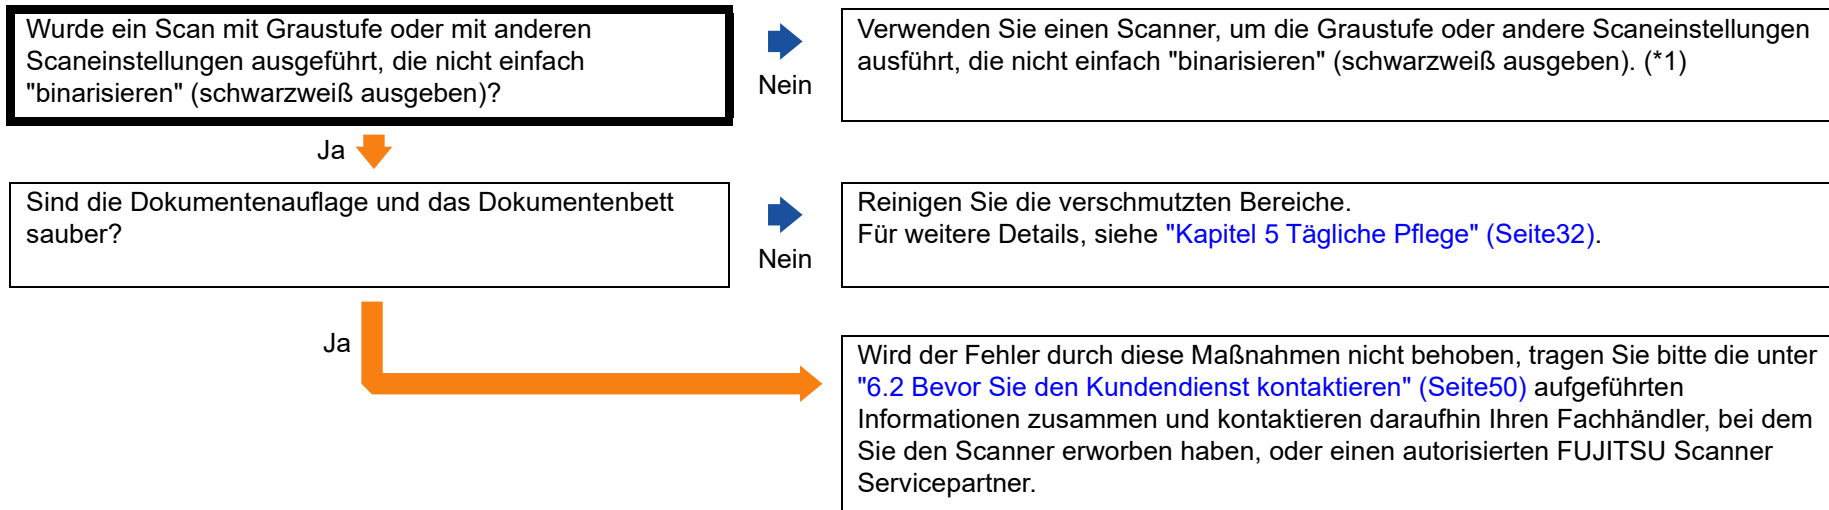 Wurde ein Scan mit Graustufe oder mit anderen
Scaneinstellungen ausgeführt, die nicht einfach
"binarisieren" (schwarzweiß ausgeben)?
Nein
Verwenden Sie einen Scanner, um die Graustufe oder andere Scaneinstellungen
ausführt, die nicht einfach "binarisieren" (schwarzweiß ausgeben). (*1)
Ja
Sind die Dokumentenauflage und das Dokumentenbett
sauber?
Nein
Reinigen Sie die verschmutzten Bereiche.
Für weitere Details, siehe "Kapitel 5 Tägliche Pflege" (Seite32).
Ja
Wird der Fehler durch diese Maßnahmen nicht behoben, tragen Sie bitte die unter
"6.2 Bevor Sie den Kundendienst kontaktieren" (Seite50) aufgeführten
Informationen zusammen und kontaktieren daraufhin Ihren Fachhändler, bei dem
Sie den Scanner erworben haben, oder einen autorisierten FUJITSU Scanner
Servicepartner.